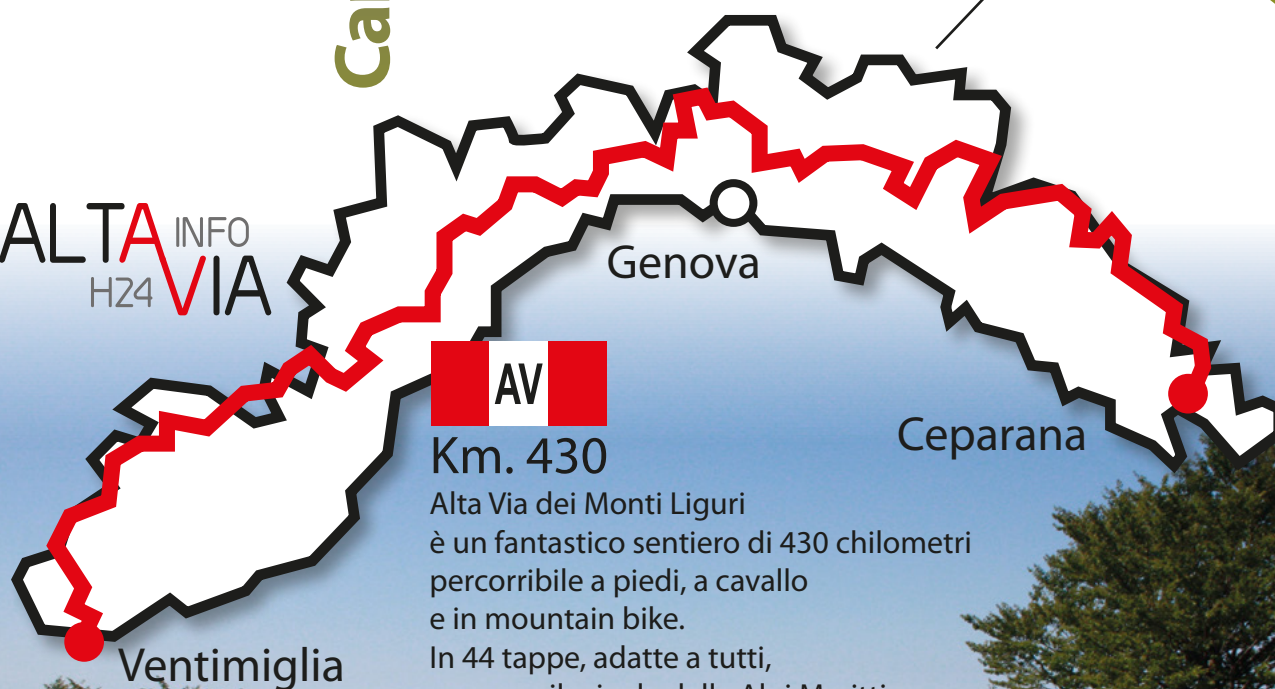 ALTA INFO
H24 VIA
Genova
AV
Km. 430
Ceparana
Alta Via dei Monti Liguri
è un fantastico sentiero di 430 chilometri
percorribile a piedi, a cavallo
e in mountain bike.
In 44 tappe, adatte a tutti,
Ventimiglia